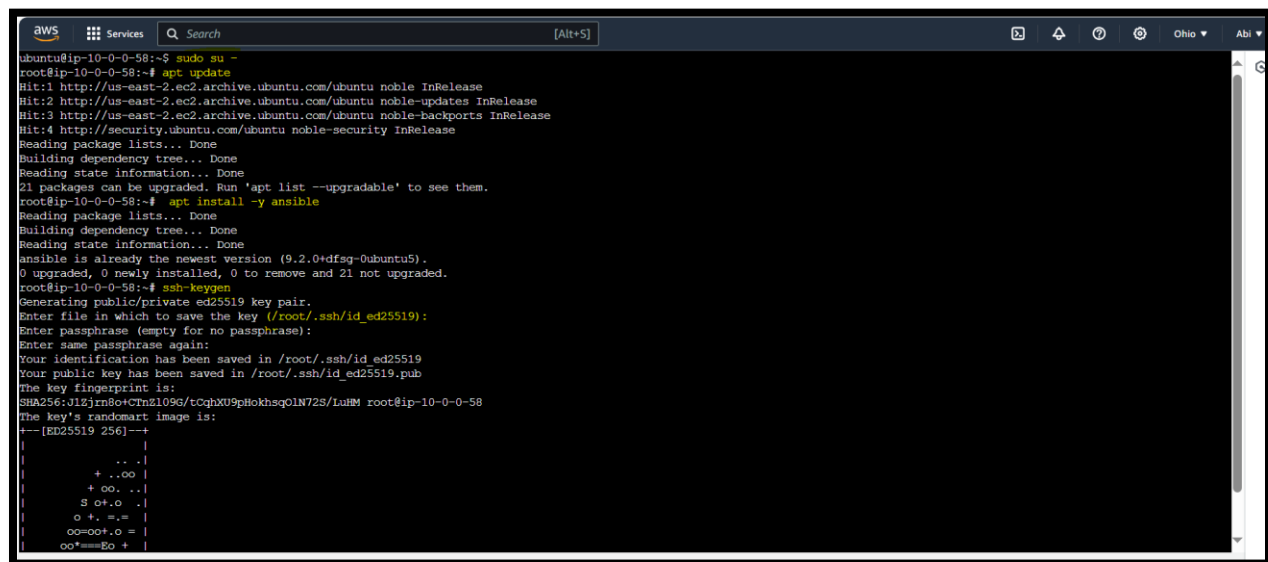 aws Services Search [Alt+S] Ohio ▼ Abi ▼
ubuntu@ip-10-0-0-58:~$ sudo su -
root@ip-10-0-0-58:~# apt update
Hit:1 http://us-east-2.ec2.archive.ubuntu.com/ubuntu noble InRelease
Hit:2 http://us-east-2.ec2.archive.ubuntu.com/ubuntu noble-updates InRelease
Hit:3 http://us-east-2.ec2.archive.ubuntu.com/ubuntu noble-backports InRelease
Hit:4 http://security.ubuntu.com/ubuntu noble-security InRelease
Reading package lists... Done
Building dependency tree... Done
Reading state information... Done
21 packages can be upgraded. Run 'apt list --upgradable' to see them.
root@ip-10-0-0-58:~#  apt install -y ansible
Reading package lists... Done
Building dependency tree... Done
Reading state information... Done
ansible is already the newest version (9.2.0+dfsg-0ubuntu5).
0 upgraded, 0 newly installed, 0 to remove and 21 not upgraded.
root@ip-10-0-0-58:~# ssh-keygen
Generating public/private ed25519 key pair.
Enter file in which to save the key (/root/.ssh/id_ed25519):
Enter passphrase (empty for no passphrase):
Enter same passphrase again:
Your identification has been saved in /root/.ssh/id_ed25519
Your public key has been saved in /root/.ssh/id_ed25519.pub
The key fingerprint is:
SHA256:J1Zjrn8o+CTnZlO9G/tCqhXU9pHokhsqOlN72S/LuHM root@ip-10-0-0-58
The key's randomart image is:
+--[ED25519 256]--+
|                 |
|             .. .|
|          + ..oo |
|         + oo. ..|
|        S o+.o  .|
|       o +. =.=  |
|      oo=oo+.o = |
|     oo*===Eo +  |